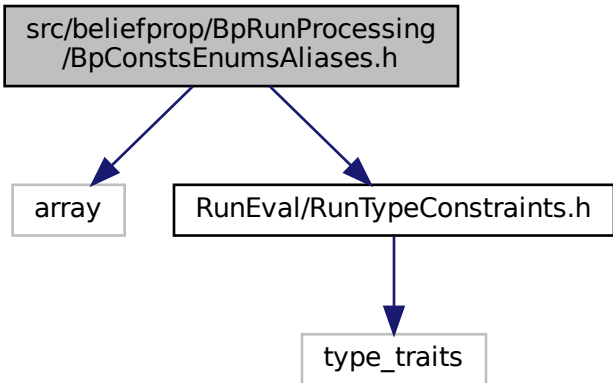 src/beliefprop/BpRunProcessing
/BpConstsEnumsAliases.h
array
RunEval/RunTypeConstraints.h
type_traits